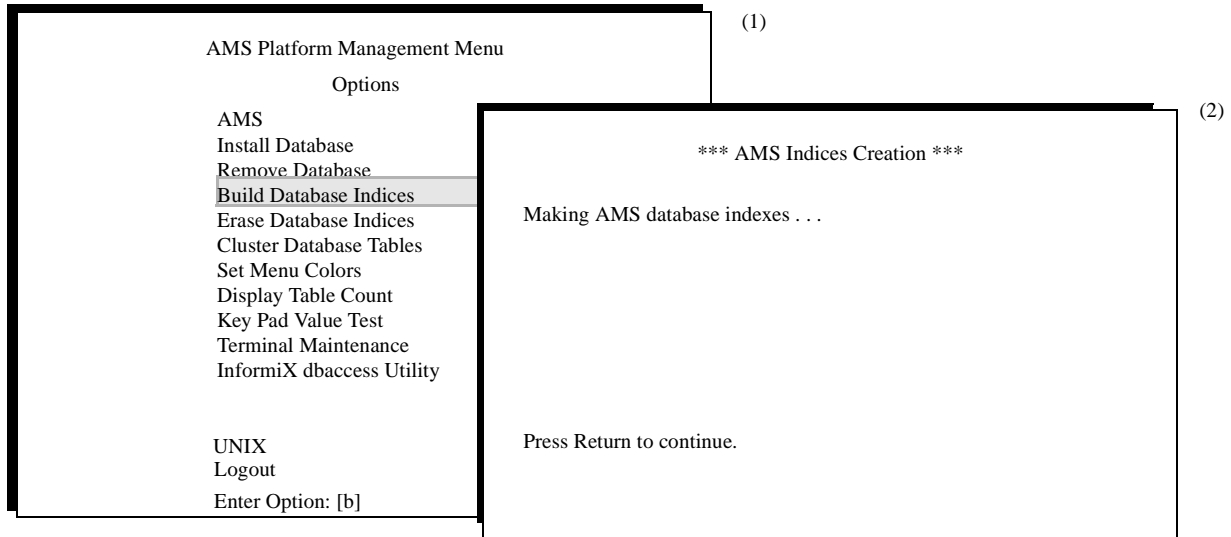 (1)
AMS Platform Management Menu
Options
AMS
Install Database
Remove Database
Build Database Indices
Erase Database Indices
Cluster Database Tables
Set Menu Colors
Display Table Count
Key Pad Value Test
Terminal Maintenance
InformiX dbaccess Utility
UNIX
Logout
Enter Option: [b]
(2)
*** AMS Indices Creation ***
Making AMS database indexes . . .
Press Return to continue.